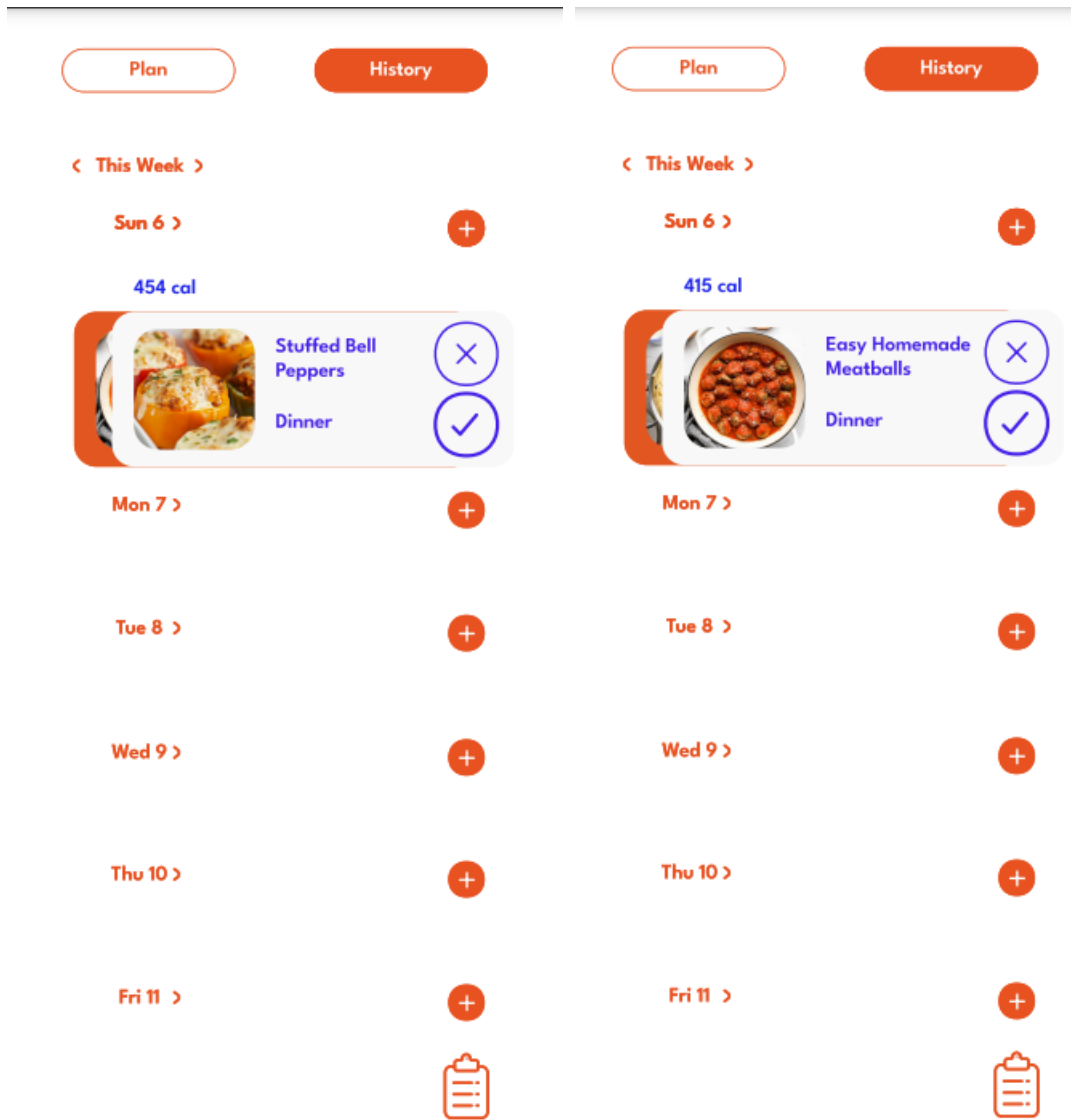 Plan
History
< This Week >
Sun 6 >
454 cal
Stuffed Bell
Peppers
Dinner
Mon 7 >
Tue 8 >
Wed 9 >
Thu 10 >
Fri 11 >
Plan
History
< This Week >
Sun 6 >
415 cal
Easy Homemade
Meatballs
Dinner
Mon 7 >
Tue 8 >
Wed 9 >
Thu 10 >
Fri 11 >